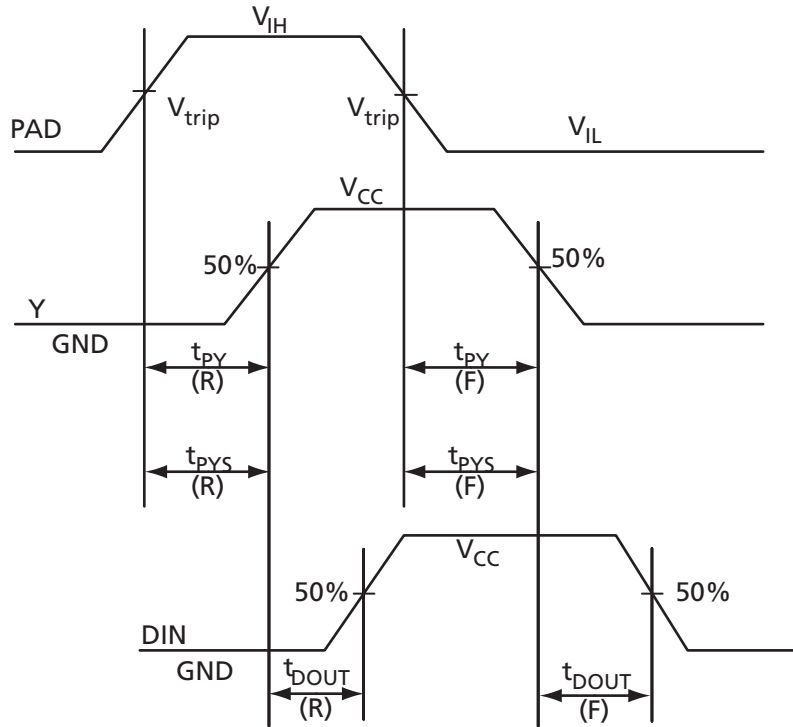 V_IH
V_trip
V_trip
PAD
V_IL
V_CC
50%
50%
Y
GND
t_PY
(R)
t_PY
(F)
t_PYS
(R)
t_PYS
(F)
V_CC
50%
50%
DIN
GND
t_DOUT
(R)
t_DOUT
(F)